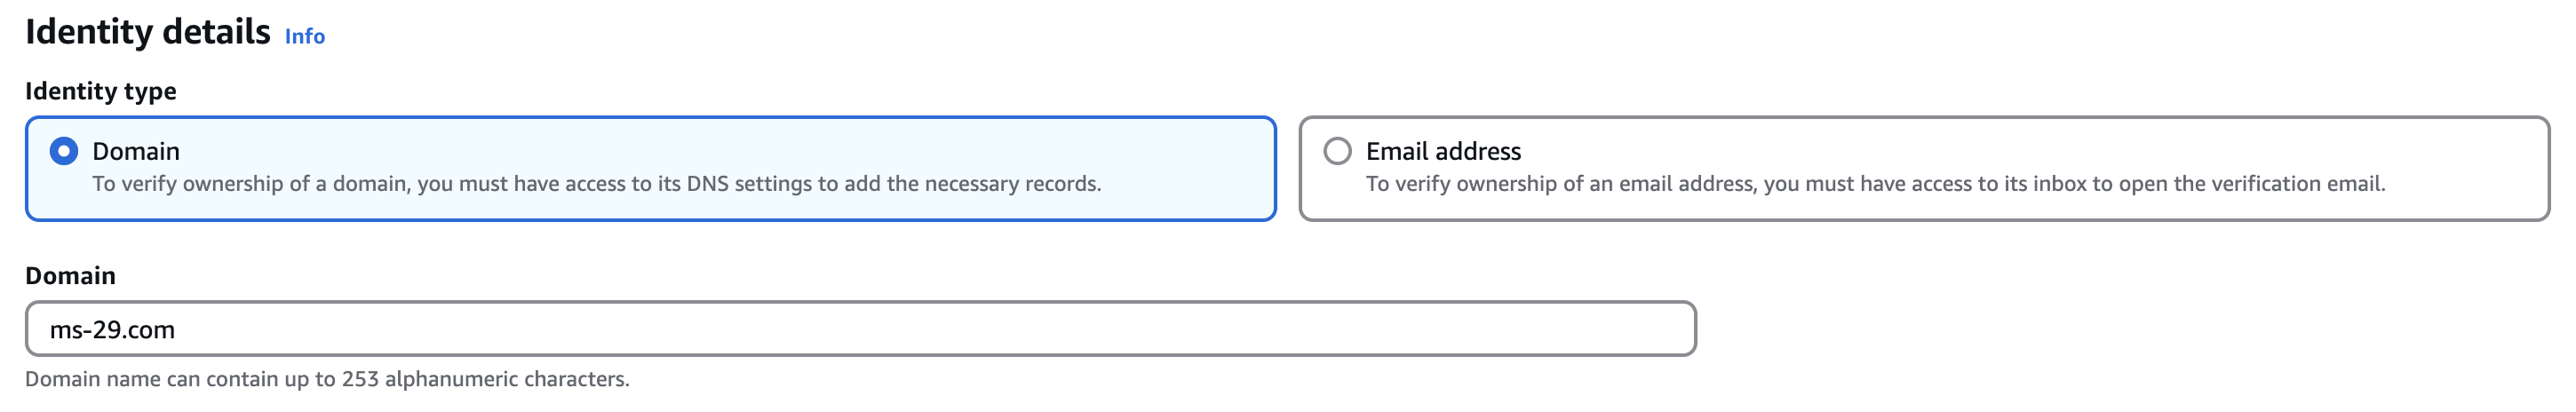 Identity details Info
Identity type
Domain
To verify ownership of a domain, you must have access to its DNS settings to add the necessary records.
Email address
To verify ownership of an email address, you must have access to its inbox to open the verification email.
Domain
ms-29.com
Domain name can contain up to 253 alphanumeric characters.